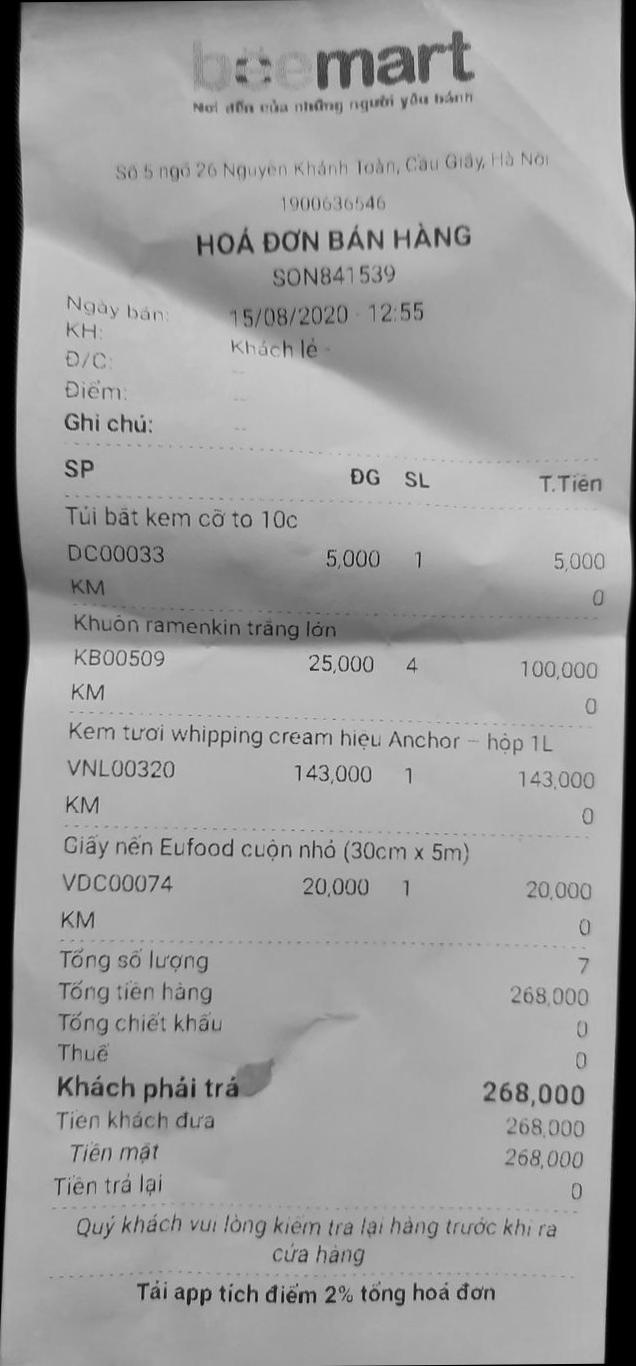 beemart
Nơi đến của những người yêu bánh
Số 5 ngõ 26 Nguyễn Khánh Toàn, Cầu Giấy, Hà Nội
1900636546
HOÁ ĐƠN BÁN HÀNG
SON841539
Ngày bán: 15/08/2020 - 12:55
KH: Khách lẻ -
Đ/C: --
Điểm: --
Ghi chú: --
SP ĐG SL T.Tiền
Túi bắt kem cỡ to 10c
DC00033 5,000 1 5,000
KM 0
Khuôn ramenkin trắng lớn
KB00509 25,000 4 100,000
KM 0
Kem tươi whipping cream hiệu Anchor – hộp 1L
VNL00320 143,000 1 143,000
KM 0
Giấy nến Eufood cuộn nhỏ (30cm x 5m)
VDC00074 20,000 1 20,000
KM 0
Tổng số lượng 7
Tổng tiền hàng 268,000
Tổng chiết khấu 0
Thuế 0
Khách phải trả 268,000
Tiền khách đưa 268,000
Tiền mặt 268,000
Tiền trả lại 0
Quý khách vui lòng kiểm tra lại hàng trước khi ra
cửa hàng
Tải app tích điểm 2% tổng hoá đơn